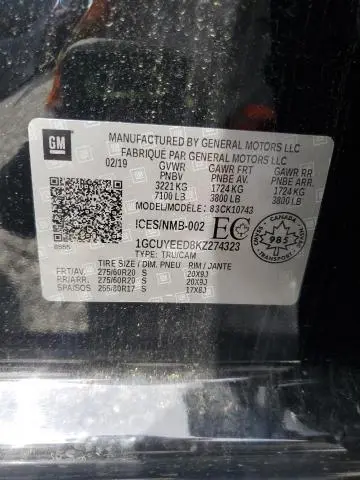 GM
MANUFACTURED BY GENERAL MOTORS LLC
FABRIQUÉ PAR GENERAL MOTORS LLC
02/19 GVWR GAWR FRT GAWR RR
PNBV PNBE AV. PNBE ARR.
3221 KG 1724 KG 1724 KG
7100 LB 3800 LB 3800 LB
MODEL/MODÈLE: 83CK10743
ICES/NMB-002 EC
CANADA
985
1GCUYEED8KZ274323
TYPE: TRU/CAM
TIRE SIZE / DIM. PNEU RIM / JANTE
FRT/AV. 275/60R20 S 20X9J
RR/ARR. 275/60R20 S 20X9J
SPA/SOS 255/80R17 S 17X8J